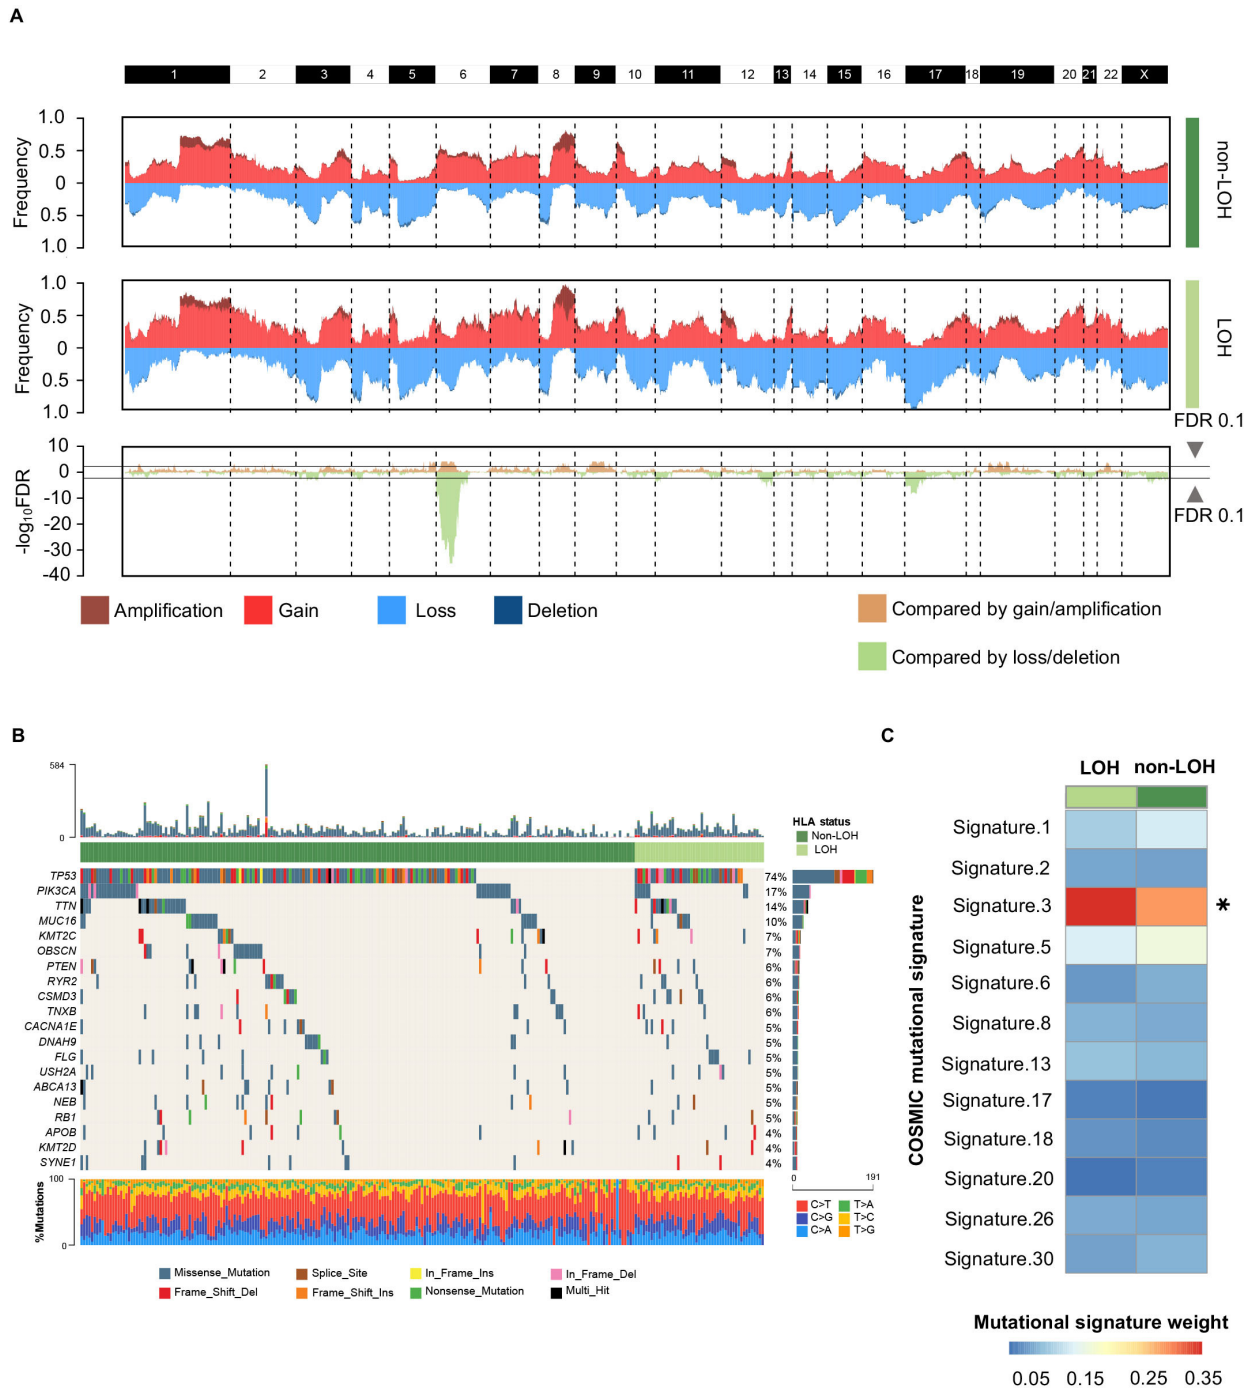 A
1 2 3 4 5 6 7 8 9 10 11 12 13 14 15 16 17 18 19 20 21 22 X
Frequency
1.0
0.5
0
0.5
1.0
non-LOH
Frequency
1.0
0.5
0
0.5
1.0
LOH
FDR 0.1
-log10FDR
10
0
-10
-20
-30
-40
FDR 0.1
Amplification Gain Loss Deletion Compared by gain/amplification
Compared by loss/deletion
B
584
0
HLA status
Non-LOH
LOH
TP53 74%
PIK3CA 17%
TTN 14%
MUC16 10%
KMT2C 7%
OBSCN 7%
PTEN 6%
RYR2 6%
CSMD3 6%
TNXB 6%
CACNA1E 5%
DNAH9 5%
FLG 5%
USH2A 5%
ABCA13 5%
NEB 5%
RB1 5%
APOB 4%
KMT2D 4%
SYNE1 4%
0 191
%Mutations
100
0
C>T T>A
C>G T>C
C>A T>G
Missense_Mutation Splice_Site In_Frame_Ins In_Frame_Del
Frame_Shift_Del Frame_Shift_Ins Nonsense_Mutation Multi_Hit
C
LOH non-LOH
COSMIC mutational signature
Signature.1
Signature.2
Signature.3 *
Signature.5
Signature.6
Signature.8
Signature.13
Signature.17
Signature.18
Signature.20
Signature.26
Signature.30
Mutational signature weight
0.05 0.15 0.25 0.35